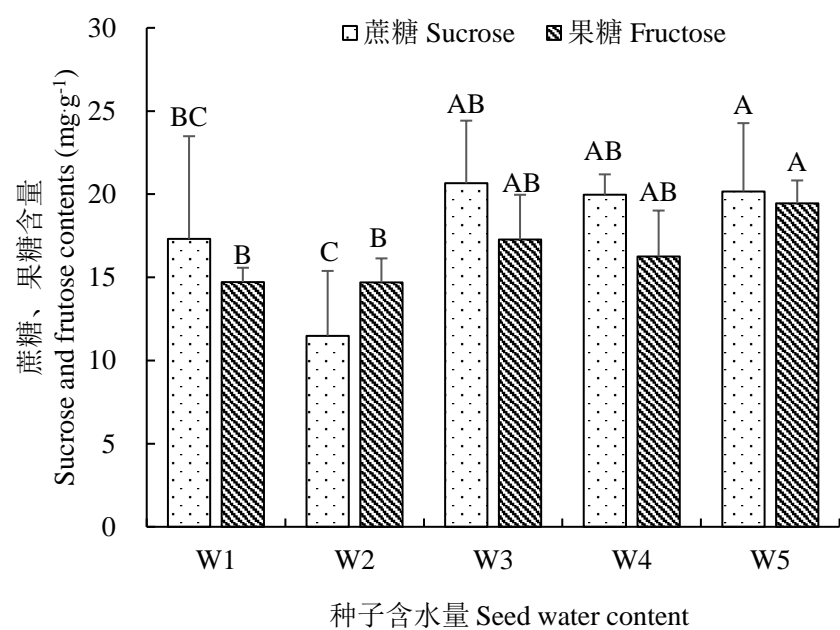 蔗糖 Sucrose 果糖 Fructose
蔗糖、果糖含量
Sucrose and frutose contents (mg·g⁻¹)
30
25
20
15
10
5
0
BC
B
C
B
AB
AB
AB
AB
A
A
W1 W2 W3 W4 W5
种子含水量 Seed water content